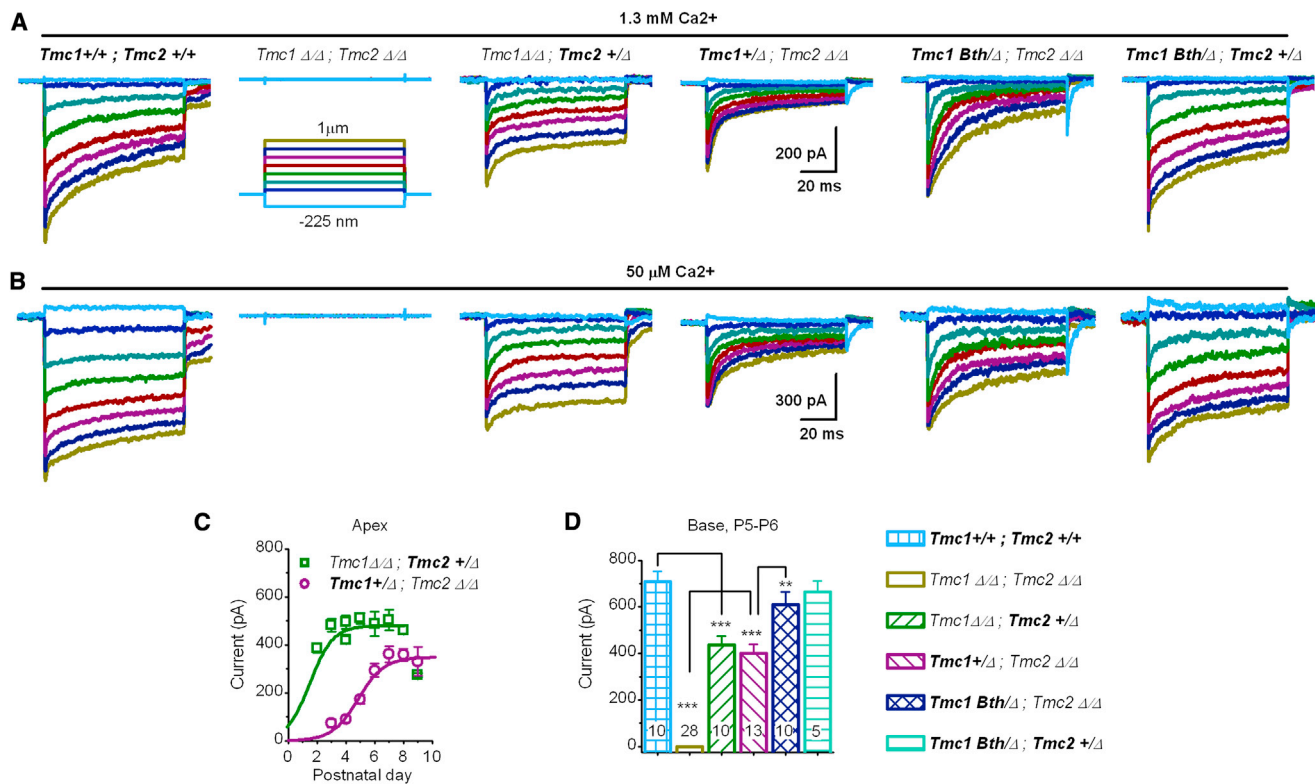 A
1.3 mM Ca2+
Tmc1+/+ ; Tmc2 +/+
Tmc1 Δ/Δ ; Tmc2 Δ/Δ
Tmc1Δ/Δ ; Tmc2 +/Δ
Tmc1+/Δ ; Tmc2 Δ/Δ
Tmc1 Bth/Δ ; Tmc2 Δ/Δ
Tmc1 Bth/Δ ; Tmc2 +/Δ
1μm
-225 nm
200 pA
20 ms
B
50 μM Ca2+
300 pA
20 ms
C
Apex
Current (pA)
800
600
400
200
0
Tmc1Δ/Δ ; Tmc2 +/Δ
Tmc1+/Δ ; Tmc2 Δ/Δ
0 2 4 6 8 10
Postnatal day
D
Base, P5-P6
Current (pA)
800
600
400
200
0
*** *** *** **
10 28 10 13 10 5
Tmc1+/+ ; Tmc2 +/+
Tmc1 Δ/Δ ; Tmc2 Δ/Δ
Tmc1Δ/Δ ; Tmc2 +/Δ
Tmc1+/Δ ; Tmc2 Δ/Δ
Tmc1 Bth/Δ ; Tmc2 Δ/Δ
Tmc1 Bth/Δ ; Tmc2 +/Δ